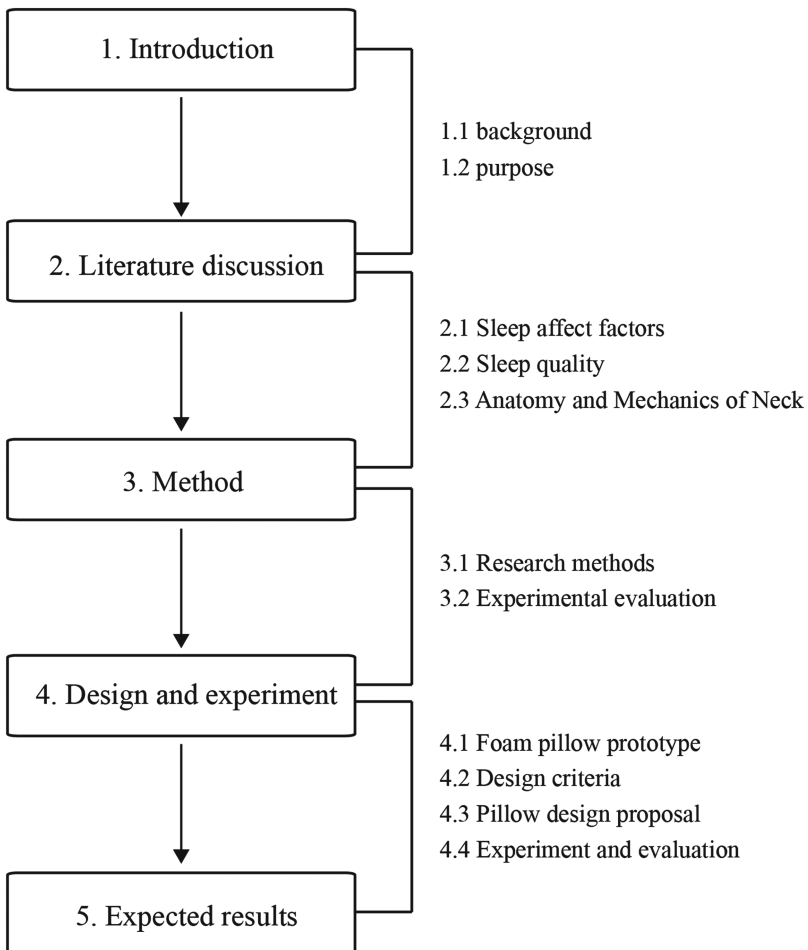 1. Introduction
1.1 background
1.2 purpose
2. Literature discussion
2.1 Sleep affect factors
2.2 Sleep quality
2.3 Anatomy and Mechanics of Neck
3. Method
3.1 Research methods
3.2 Experimental evaluation
4. Design and experiment
4.1 Foam pillow prototype
4.2 Design criteria
4.3 Pillow design proposal
4.4 Experiment and evaluation
5. Expected results